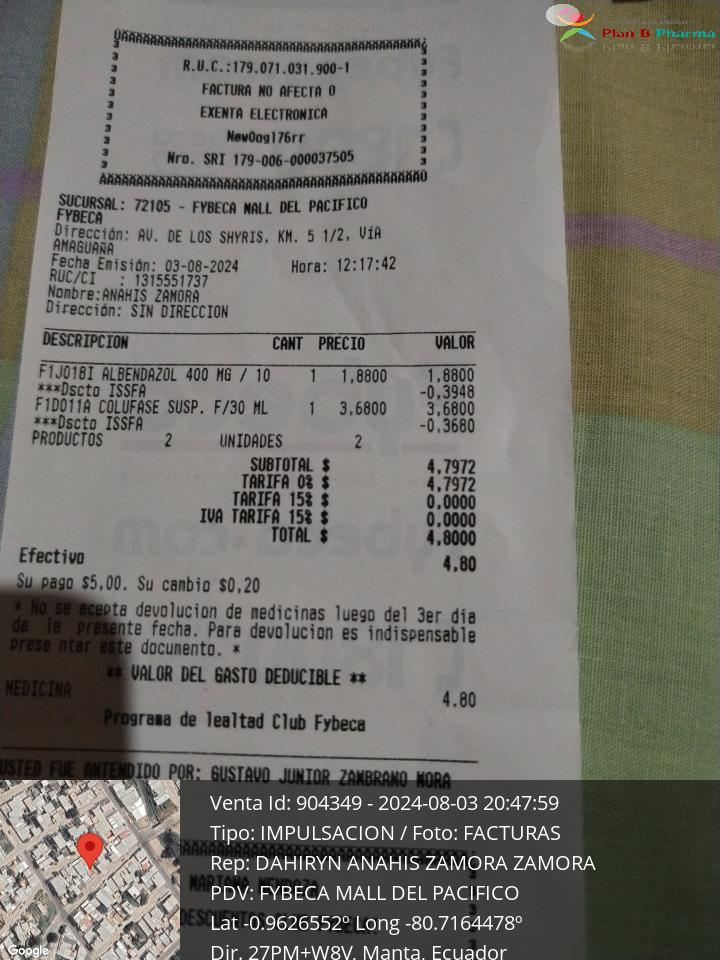 Plan B Pharma
R.U.C.:179.071.031.900-1
FACTURA NO AFECTA O
EXENTA ELECTRONICA
NewOog176rr
Nro. SRI 179-006-000037505
SUCURSAL: 72105 - FYBECA MALL DEL PACIFICO
FYBECA
Dirección: AV. DE LOS SHYRIS, KM. 5 1/2, VíA
AMAGUAÑA
Fecha Emisión: 03-08-2024 Hora: 12:17:42
RUC/CI : 1315551737
Nombre:ANAHIS ZAMORA
Dirección: SIN DIRECCION
DESCRIPCION CANT PRECIO VALOR
F1J018I ALBENDAZOL 400 MG / 10 1 1,8800 1,8800
***Dscto ISSFA -0,3948
F1D011A COLUFASE SUSP. F/30 ML 1 3,6800 3,6800
***Dscto ISSFA -0,3680
PRODUCTOS 2 UNIDADES 2
SUBTOTAL $ 4,7972
TARIFA 0% $ 4,7972
TARIFA 15% $ 0,0000
IVA TARIFA 15% $ 0,0000
TOTAL $ 4,8000
Efectivo 4,80
Su pago $5,00. Su cambio $0,20
* No se acepta devolucion de medicinas luego del 3er dia
de la presente fecha. Para devolucion es indispensable
prese ntar este documento. *
** VALOR DEL GASTO DEDUCIBLE **
MEDICINA 4.80
Programa de lealtad Club Fybeca
USTED FUE ANTENDIDO POR: GUSTAVO JUNIOR ZAMBRANO MORA
Venta Id: 904349 - 2024-08-03 20:47:59
Tipo: IMPULSACION / Foto: FACTURAS
Rep: DAHIRYN ANAHIS ZAMORA ZAMORA
PDV: FYBECA MALL DEL PACIFICO
Lat -0.9626552º Long -80.7164478º
Dir. 27PM+W8V, Manta, Ecuador
Google